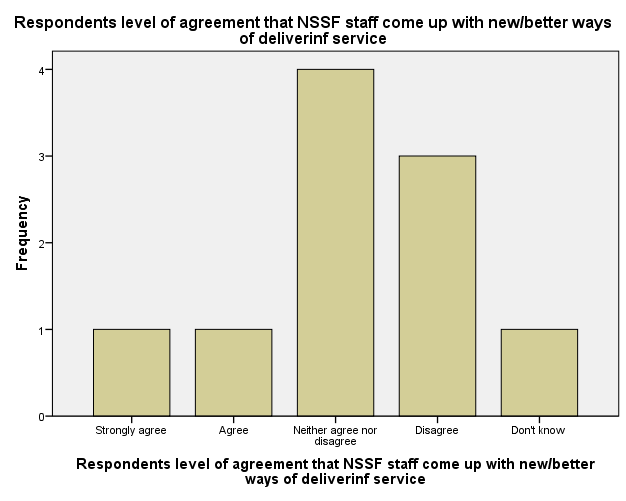 Respondents level of agreement that NSSF staff come up with new/better ways
of deliverinf service
Frequency
4
3
2
1
0
Strongly agree
Agree
Neither agree nor
disagree
Disagree
Don't know
Respondents level of agreement that NSSF staff come up with new/better
ways of deliverinf service